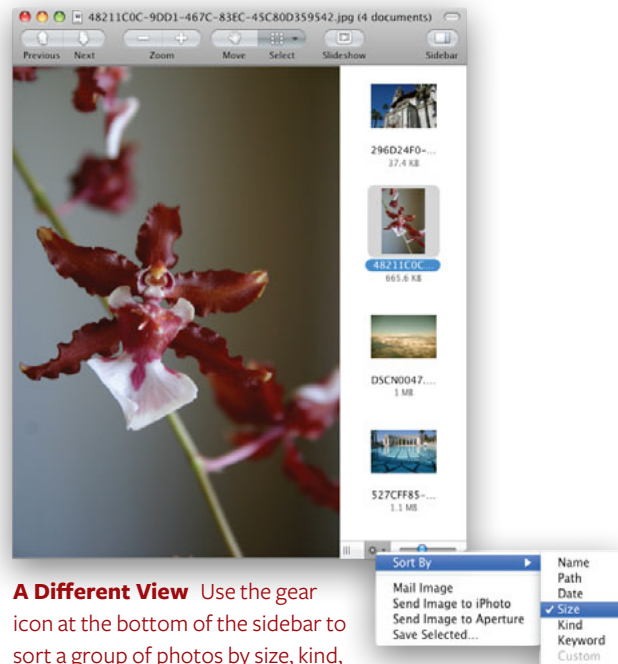 48211C0C-9DD1-467C-83EC-45C80D359542.jpg (4 documents)
Previous Next Zoom Move Select Slideshow Sidebar
296D24F0-...
37.4 KB
48211C0C...
665.6 KB
DSCN0047....
1 MB
527CFF85-...
1.1 MB
Sort By
Mail Image
Send Image to iPhoto
Send Image to Aperture
Save Selected...
Name
Path
Date
Size
Kind
Keyword
Custom
A Different View Use the gear
icon at the bottom of the sidebar to
sort a group of photos by size, kind,